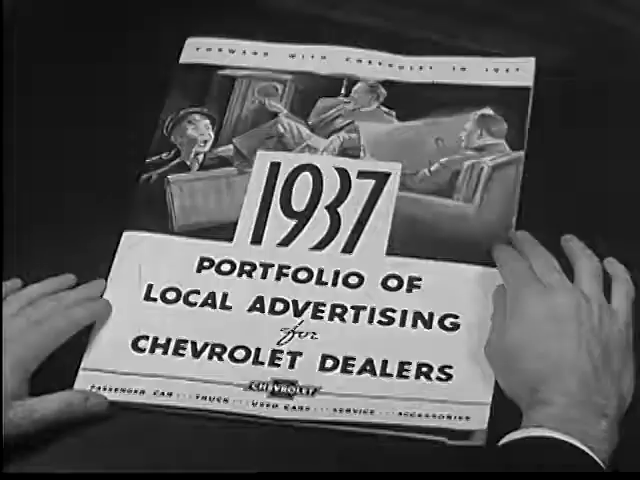 FORWARD WITH CHEVROLET IN 1937
1937
PORTFOLIO OF
LOCAL ADVERTISING
for
CHEVROLET DEALERS
CHEVROLET
PASSENGER CAR ··· TRUCK ··· USED CARS ··· SERVICE ··· ACCESSORIES